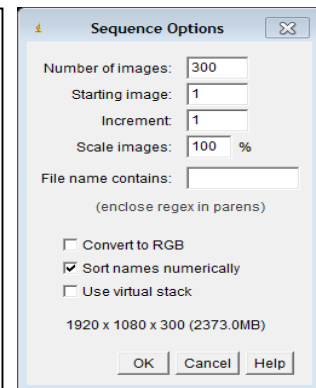 Sequence Options
Number of images: 300
Starting image: 1
Increment: 1
Scale images: 100 %
File name contains:
(enclose regex in parens)
Convert to RGB
Sort names numerically
Use virtual stack
1920 x 1080 x 300 (2373.0MB)
OK Cancel Help